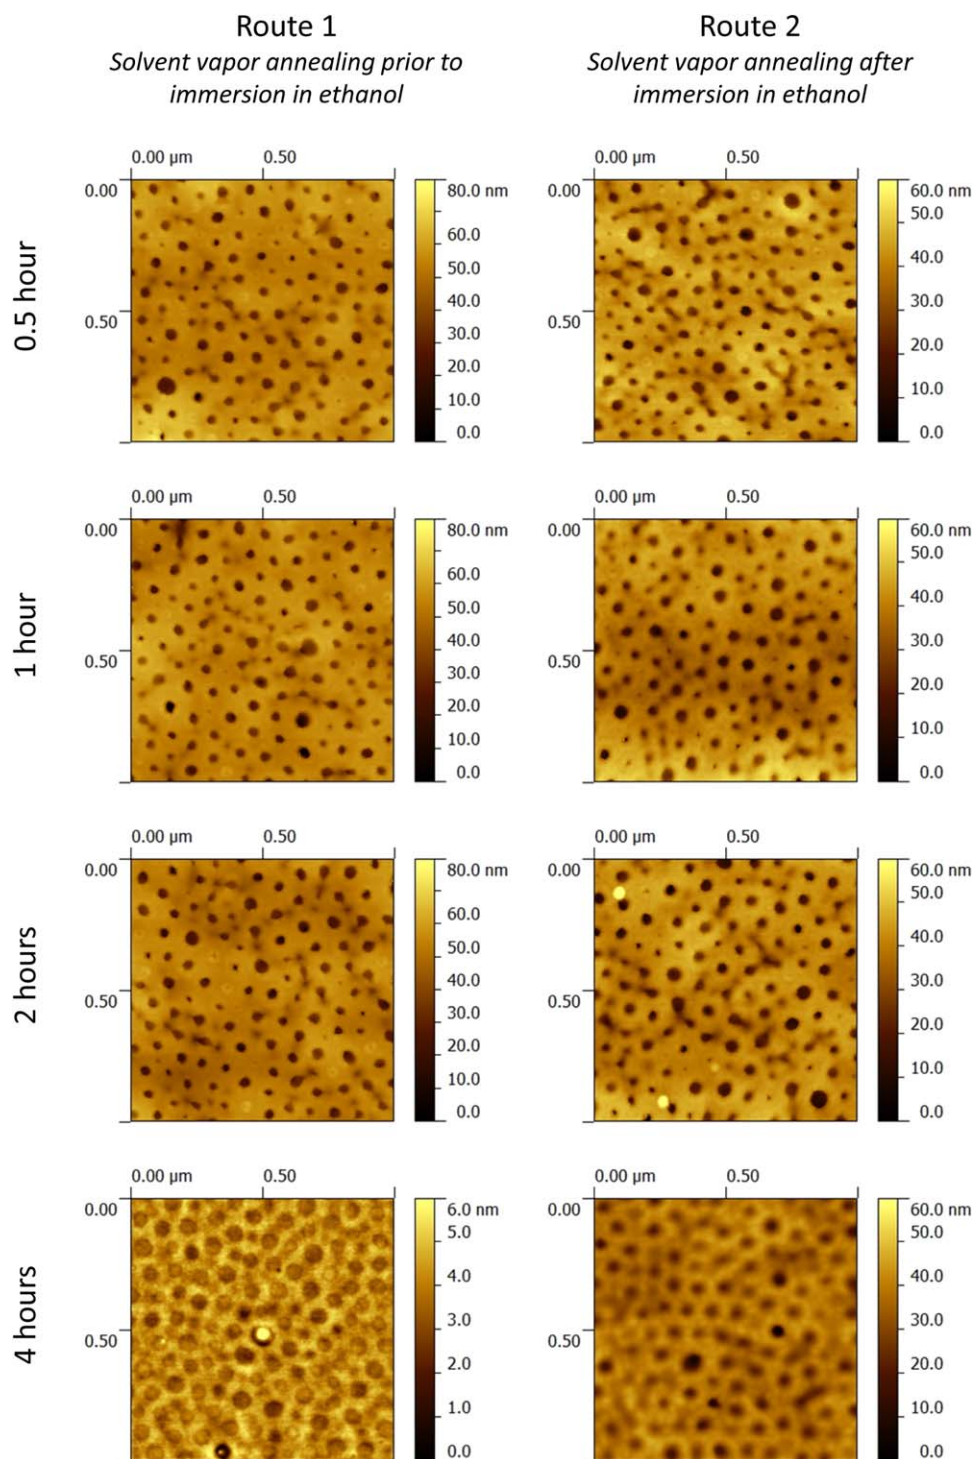 Route 1
Solvent vapor annealing prior to
immersion in ethanol
Route 2
Solvent vapor annealing after
immersion in ethanol
0.5 hour
0.00 µm 0.50
0.00
0.50
80.0 nm
60.0
50.0
40.0
30.0
20.0
10.0
0.0
0.00 µm 0.50
0.00
0.50
60.0 nm
50.0
40.0
30.0
20.0
10.0
0.0
1 hour
0.00 µm 0.50
0.00
0.50
80.0 nm
60.0
50.0
40.0
30.0
20.0
10.0
0.0
0.00 µm 0.50
0.00
0.50
60.0 nm
50.0
40.0
30.0
20.0
10.0
0.0
2 hours
0.00 µm 0.50
0.00
0.50
80.0 nm
60.0
50.0
40.0
30.0
20.0
10.0
0.0
0.00 µm 0.50
0.00
0.50
60.0 nm
50.0
40.0
30.0
20.0
10.0
0.0
4 hours
0.00 µm 0.50
0.00
0.50
6.0 nm
5.0
4.0
3.0
2.0
1.0
0.0
0.00 µm 0.50
0.00
0.50
60.0 nm
50.0
40.0
30.0
20.0
10.0
0.0